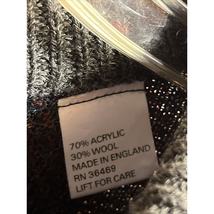 70% ACRYLIC
30% WOOL
MADE IN ENGLAND
RN 36469
LIFT FOR CARE